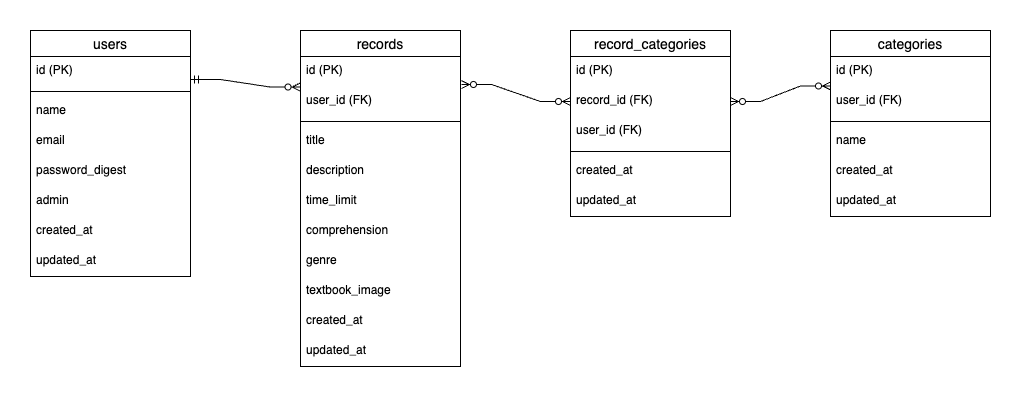 users
id (PK)
name
email
password_digest
admin
created_at
updated_at
records
id (PK)
user_id (FK)
title
description
time_limit
comprehension
genre
textbook_image
created_at
updated_at
record_categories
id (PK)
record_id (FK)
user_id (FK)
created_at
updated_at
categories
id (PK)
user_id (FK)
name
created_at
updated_at